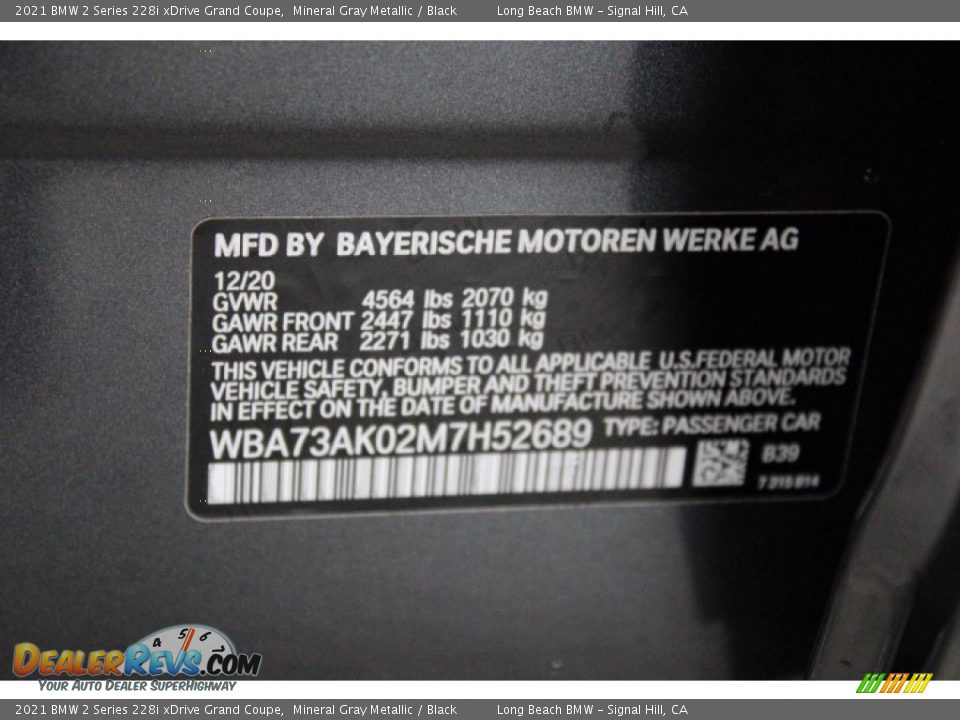 2021 BMW 2 Series 228i xDrive Grand Coupe, Mineral Gray Metallic / Black Long Beach BMW - Signal Hill, CA
MFD BY BAYERISCHE MOTOREN WERKE AG
12/20
GVWR 4564 lbs 2070 kg
GAWR FRONT 2447 lbs 1110 kg
GAWR REAR 2271 lbs 1030 kg
THIS VEHICLE CONFORMS TO ALL APPLICABLE U.S.FEDERAL MOTOR
VEHICLE SAFETY, BUMPER AND THEFT PREVENTION STANDARDS
IN EFFECT ON THE DATE OF MANUFACTURE SHOWN ABOVE.
WBA73AK02M7H52689 TYPE: PASSENGER CAR
B39
4 5 6
DEALERREVS.COM
YOUR AUTO DEALER SUPERHIGHWAY
2021 BMW 2 Series 228i xDrive Grand Coupe, Mineral Gray Metallic / Black Long Beach BMW - Signal Hill, CA